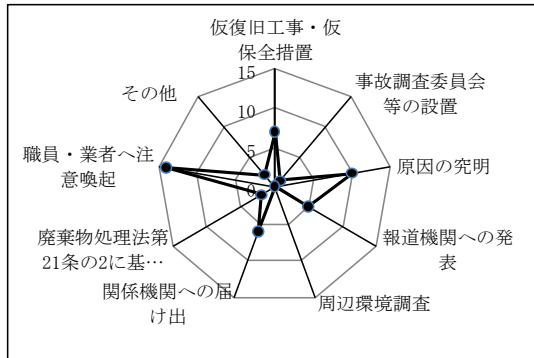 仮復旧工事・仮
保全措置
事故調査委員会
等の設置
原因の究明
報道機関への発
表
周辺環境調査
関係機関への届
け出
廃棄物処理法第
21条の2に基…
職員・業者へ注
意喚起
その他
15
10
5
0